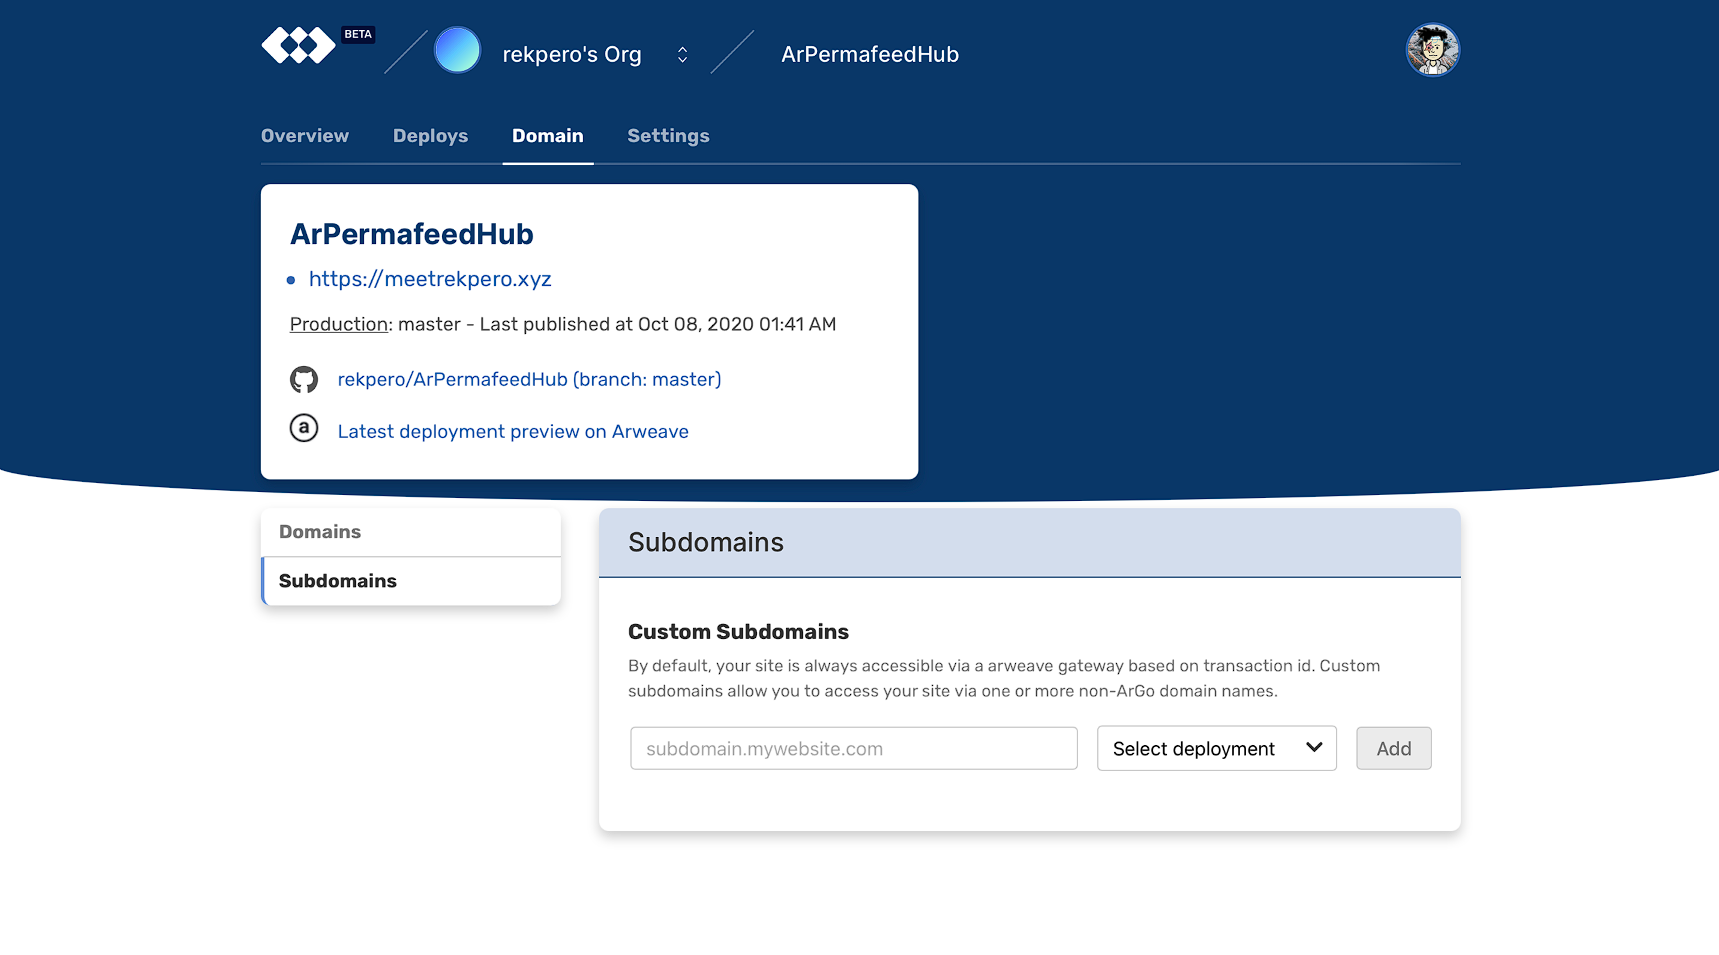 BETA
rekpero's Org
ArPermafeedHub
Overview
Deploys
Domain
Settings
ArPermafeedHub
https://meetrekpero.xyz
Production: master - Last published at Oct 08, 2020 01:41 AM
rekpero/ArPermafeedHub (branch: master)
a
Latest deployment preview on Arweave
Domains
Subdomains
Subdomains
Custom Subdomains
By default, your site is always accessible via a arweave gateway based on transaction id. Custom
subdomains allow you to access your site via one or more non-ArGo domain names.
subdomain.mywebsite.com
Select deployment
Add